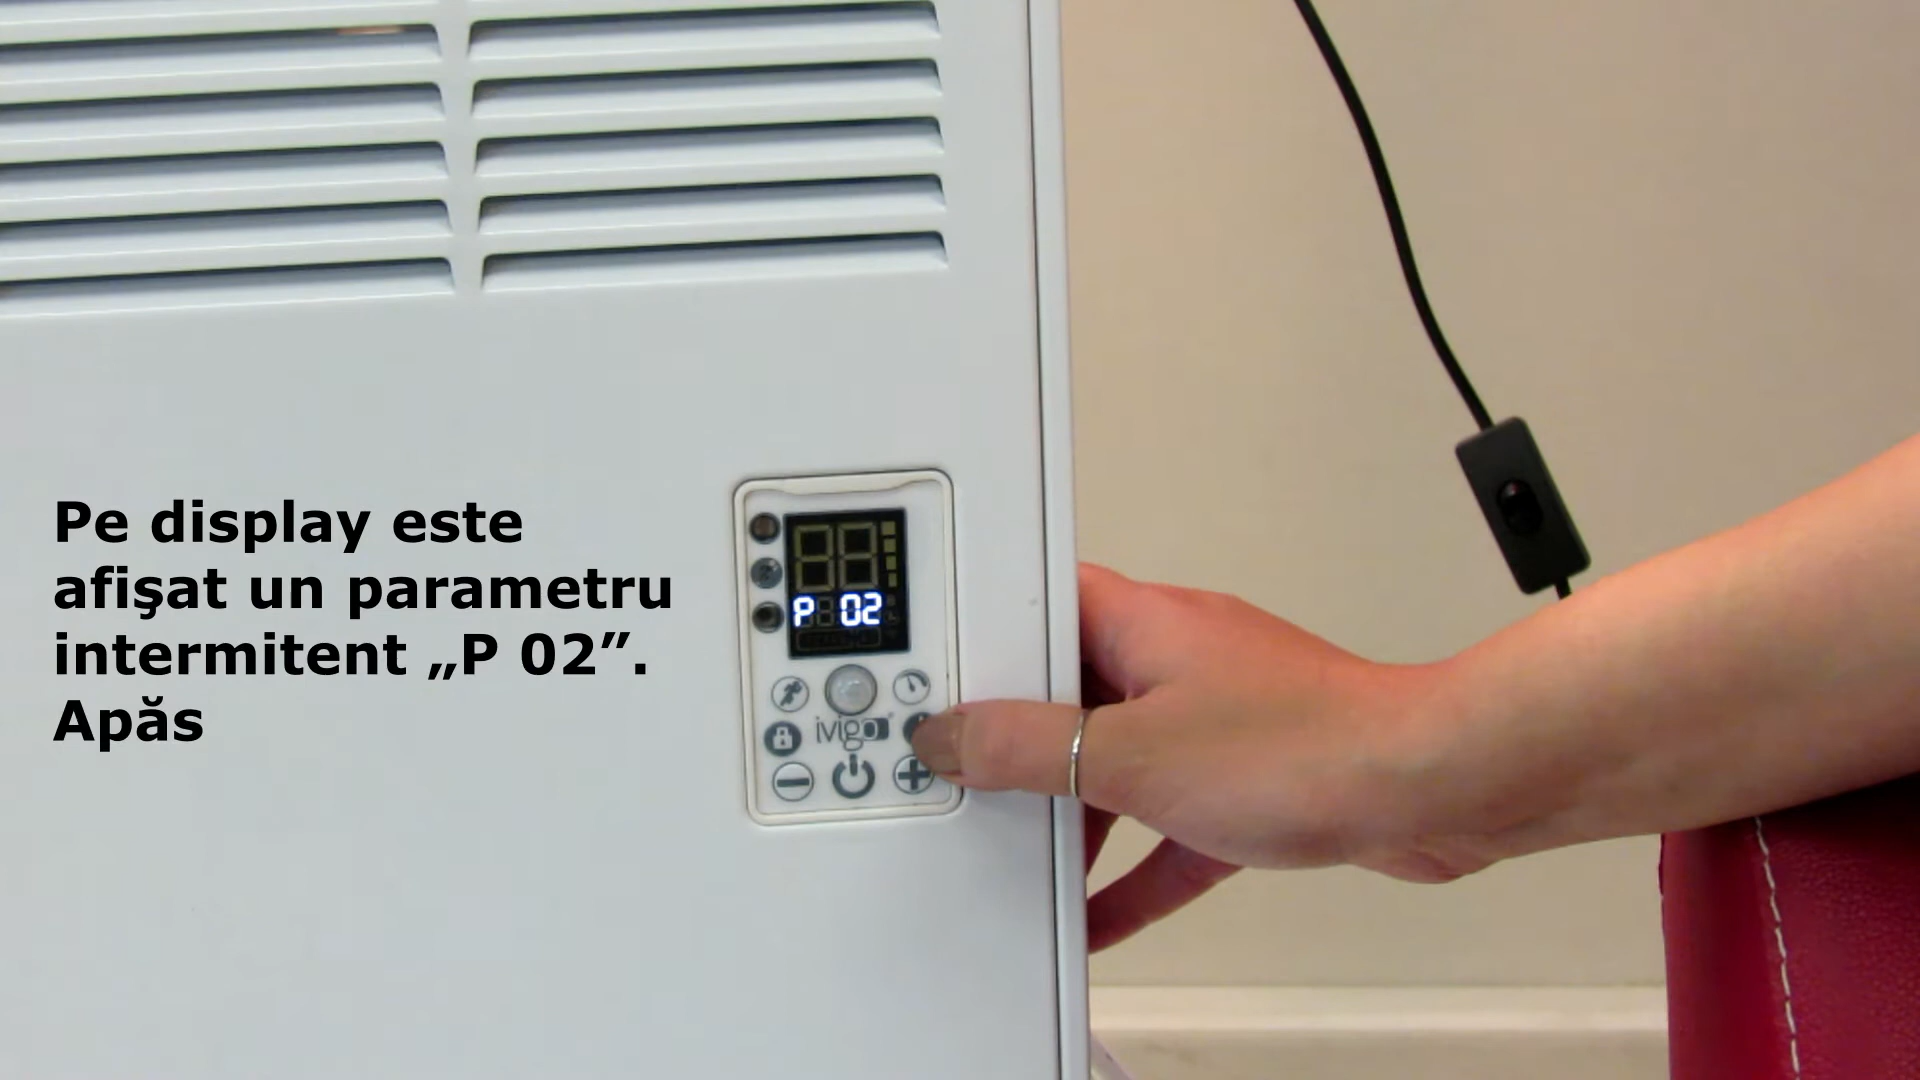 Pe display este
afişat un parametru
intermitent „P 02”.
Apăs
P 02
ivigo